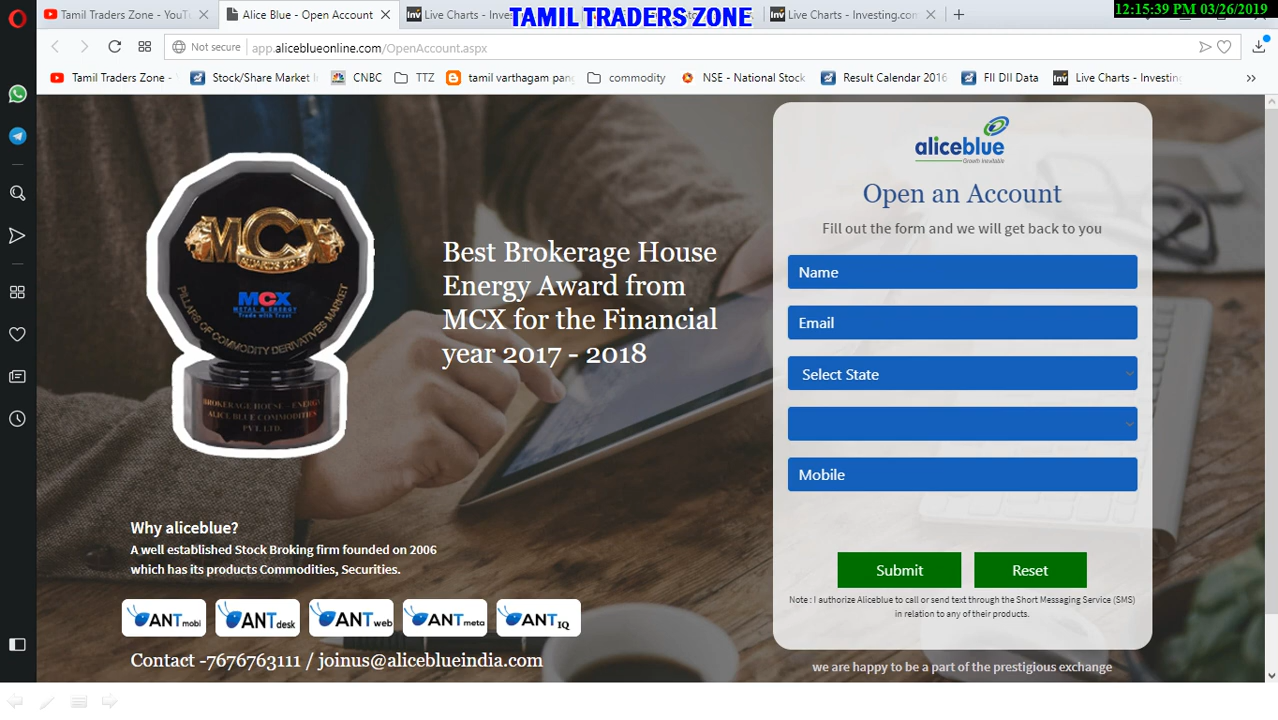 Tamil Traders Zone - YouT
Alice Blue - Open Account
Live Charts - Inves
TAMIL TRADERS ZONE
Live Charts - Investing.com
12:15:39 PM 03/26/2019
Not secure
app.aliceblueonline.com/OpenAccount.aspx
Tamil Traders Zone -
Stock/Share Market I
CNBC
TTZ
tamil varthagam pang
commodity
NSE - National Stock
Result Calendar 2016
FII DII Data
Inv
Live Charts - Investin
MCX
AWARDS 2018
MCX
METAL & ENERGY
Trade with Trust
PILLARS OF COMMODITY DERIVATIVES MARKET
BROKERAGE HOUSE - ENERGY
ALICE BLUE COMMODITIES
PVT. LTD.
Best Brokerage House
Energy Award from
MCX for the Financial
year 2017 - 2018
Why aliceblue?
A well established Stock Broking firm founded on 2006
which has its products Commodities, Securities.
ANT mobi
ANT desk
ANT web
ANT meta
ANT IQ
Contact -7676763111 / joinus@aliceblueindia.com
aliceblue
Growth Inevitable
Open an Account
Fill out the form and we will get back to you
Name
Email
Select State
Mobile
Submit
Reset
Note : I authorize Aliceblue to call or send text through the Short Messaging Service (SMS)
in relation to any of their products.
we are happy to be a part of the prestigious exchange